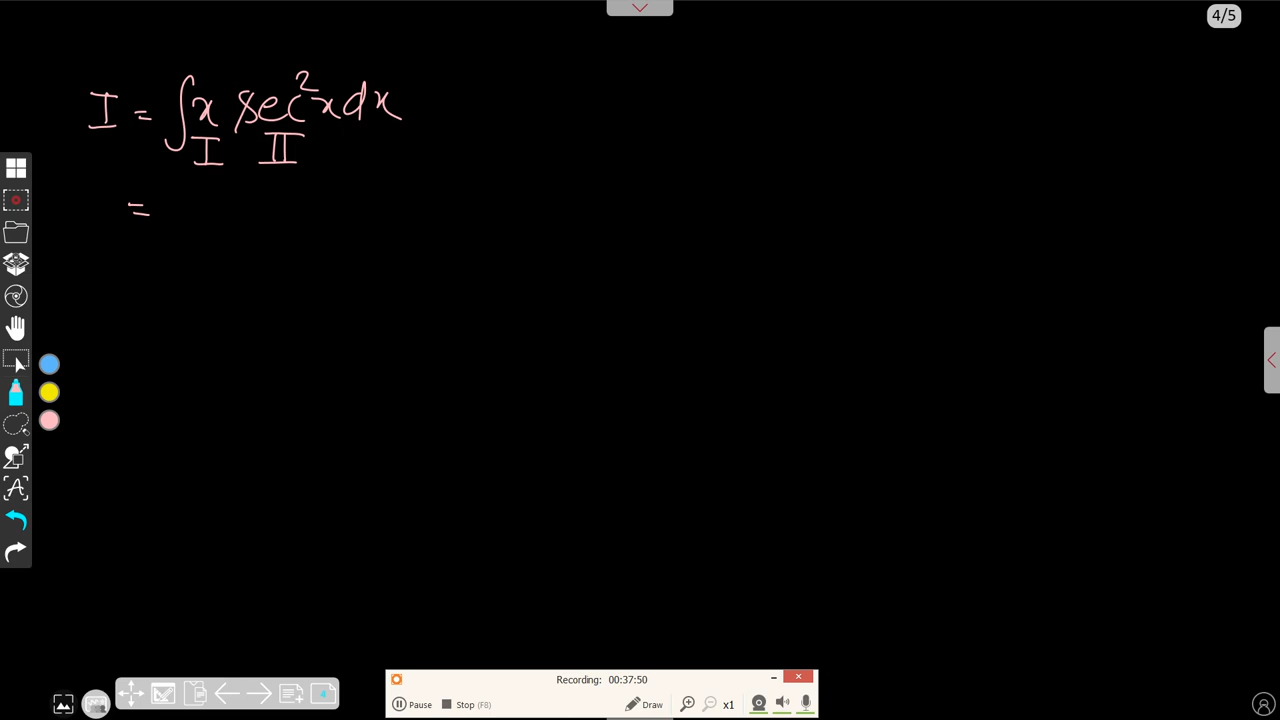 4/5
I = ∫ x sec²x dx
I II
=
Recording: 00:37:50
Pause Stop (F8) Draw x1